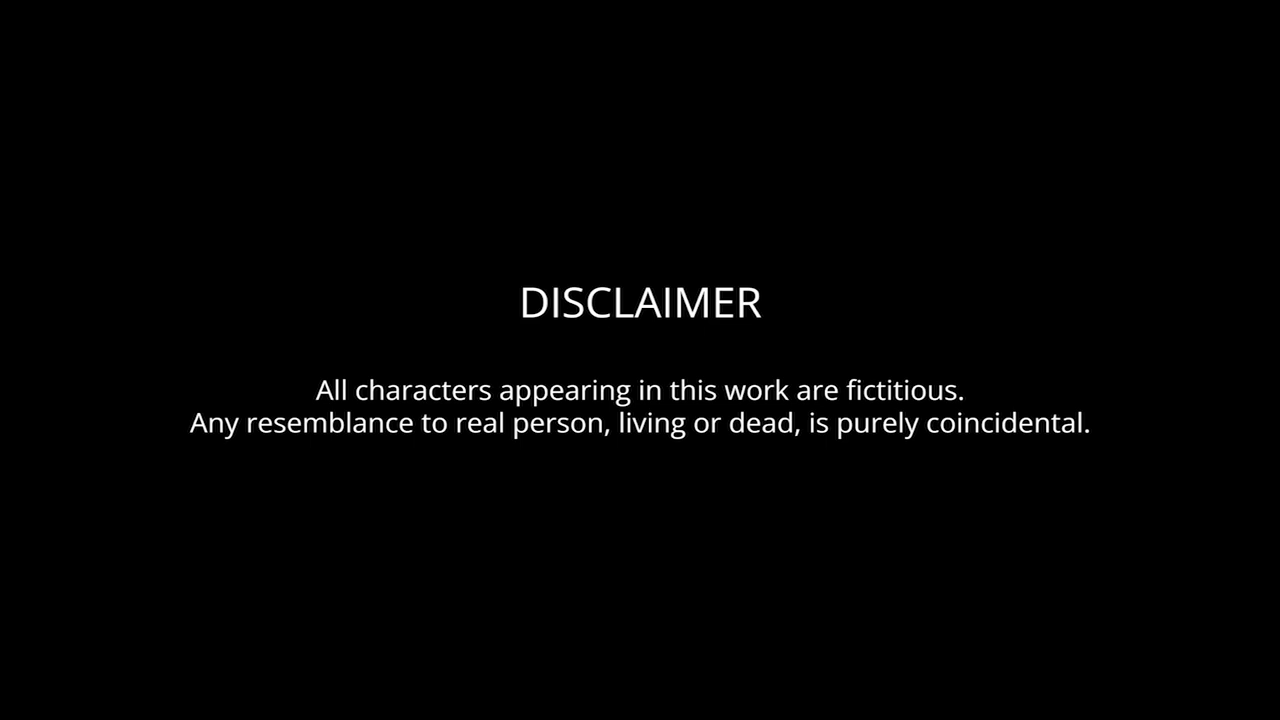 DISCLAIMER
All characters appearing in this work are fictitious.
Any resemblance to real person, living or dead, is purely coincidental.